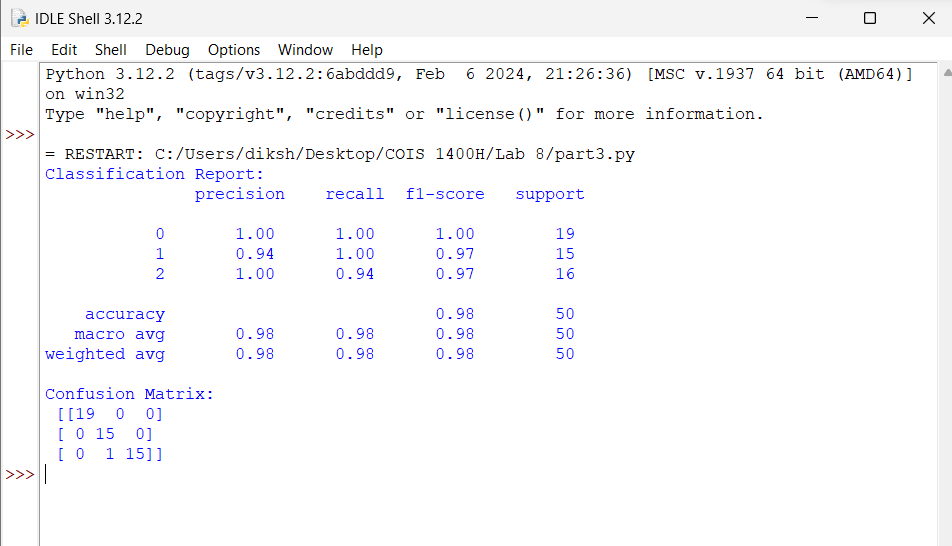 IDLE Shell 3.12.2
File Edit Shell Debug Options Window Help
Python 3.12.2 (tags/v3.12.2:6abddd9, Feb  6 2024, 21:26:36) [MSC v.1937 64 bit (AMD64)]
on win32
Type "help", "copyright", "credits" or "license()" for more information.
>>>
= RESTART: C:/Users/diksh/Desktop/COIS 1400H/Lab 8/part3.py
Classification Report:
               precision    recall  f1-score   support

           0       1.00      1.00      1.00        19
           1       0.94      1.00      0.97        15
           2       1.00      0.94      0.97        16

    accuracy                           0.98        50
   macro avg       0.98      0.98      0.98        50
weighted avg       0.98      0.98      0.98        50

Confusion Matrix:
 [[19  0  0]
 [ 0 15  0]
 [ 0  1 15]]
>>>